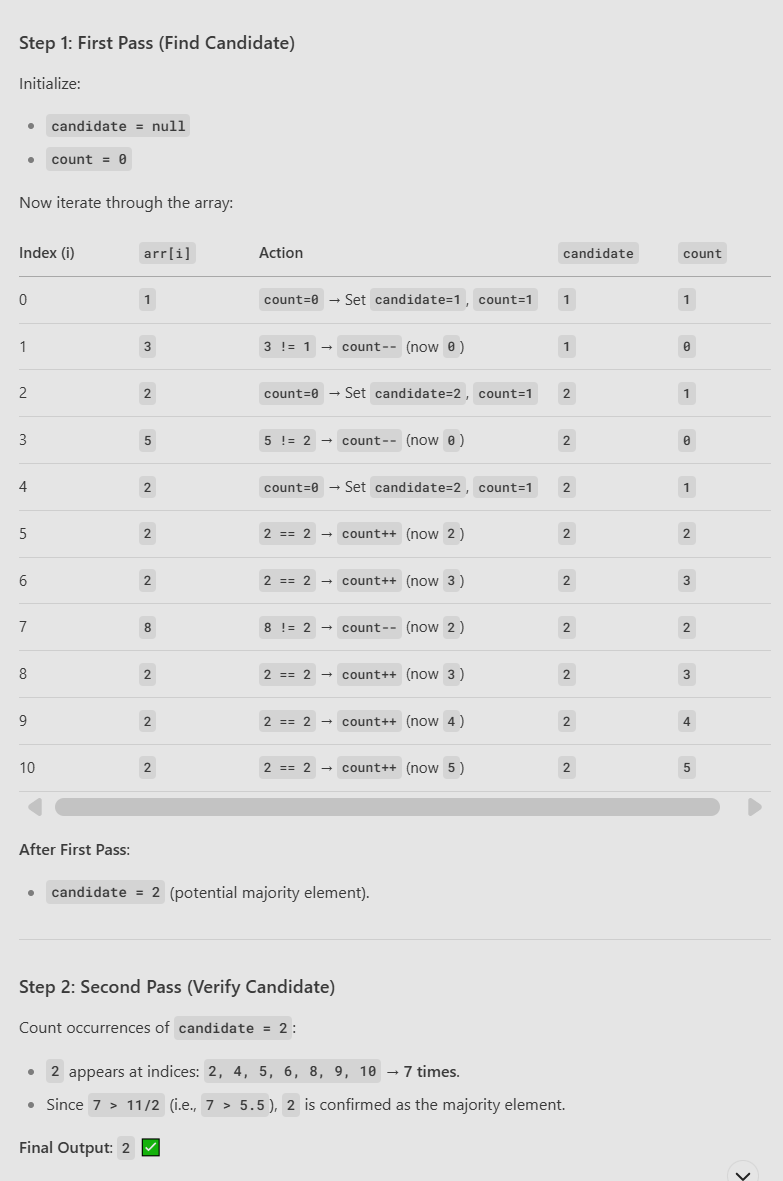 Step 1: First Pass (Find Candidate)
Initialize:
• candidate = null
• count = 0
Now iterate through the array:
Index (i) arr[i] Action candidate count
0 1 count=0 → Set candidate=1, count=1 1 1
1 3 3 != 1 → count-- (now 0) 1 0
2 2 count=0 → Set candidate=2, count=1 2 1
3 5 5 != 2 → count-- (now 0) 2 0
4 2 count=0 → Set candidate=2, count=1 2 1
5 2 2 == 2 → count++ (now 2) 2 2
6 2 2 == 2 → count++ (now 3) 2 3
7 8 8 != 2 → count-- (now 2) 2 2
8 2 2 == 2 → count++ (now 3) 2 3
9 2 2 == 2 → count++ (now 4) 2 4
10 2 2 == 2 → count++ (now 5) 2 5
After First Pass:
• candidate = 2 (potential majority element).
Step 2: Second Pass (Verify Candidate)
Count occurrences of candidate = 2:
• 2 appears at indices: 2, 4, 5, 6, 8, 9, 10 → 7 times.
• Since 7 > 11/2 (i.e., 7 > 5.5), 2 is confirmed as the majority element.
Final Output: 2 ✅